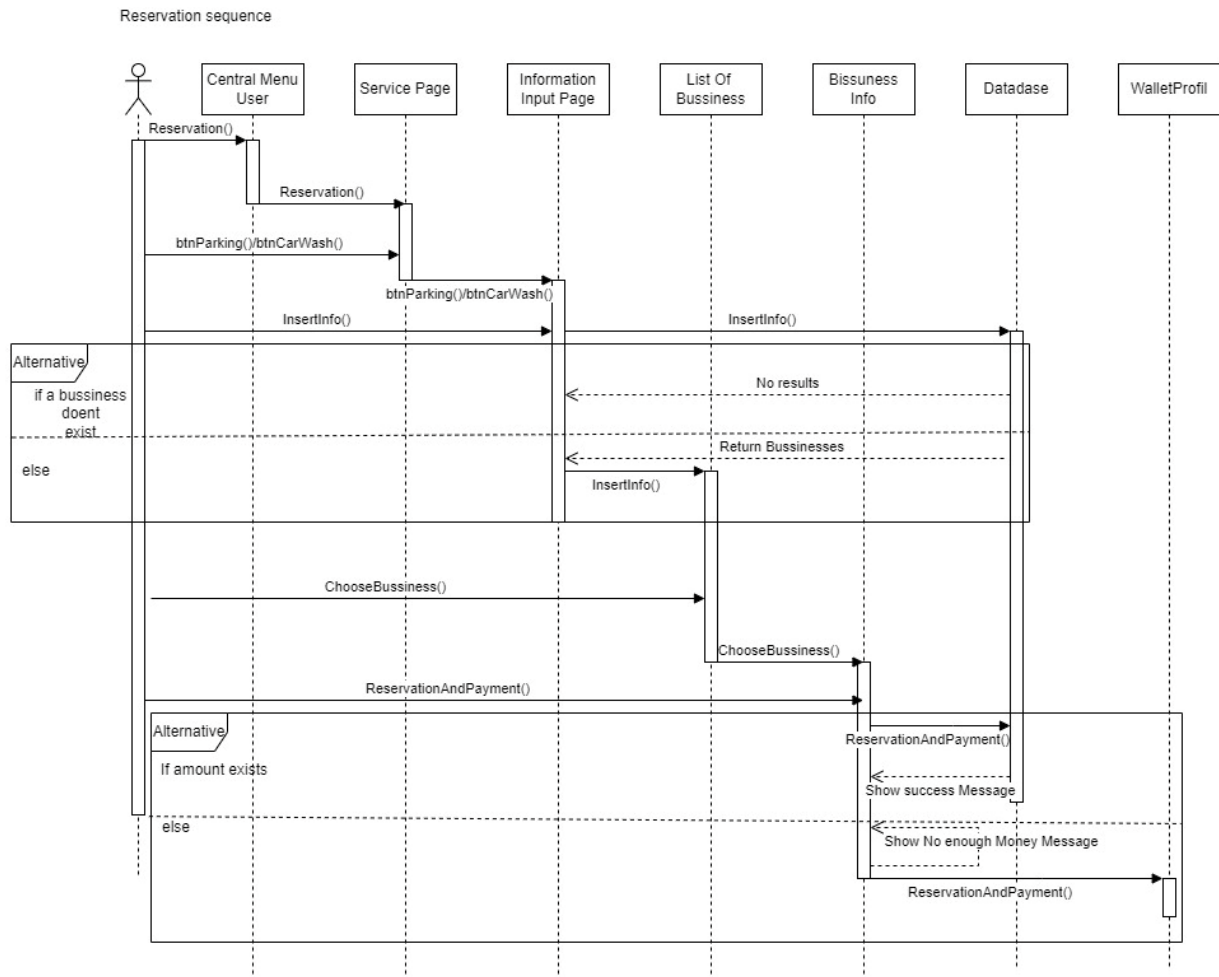 Reservation sequence
Central Menu
User
Service Page
Information
Input Page
List Of
Bussiness
Bissuness
Info
Datadase
WalletProfil
Reservation()
Reservation()
btnParking()/btnCarWash()
btnParking()/btnCarWash()
InsertInfo()
InsertInfo()
Alternative
if a bussiness
doent
exist
No results
Return Bussinesses
else
InsertInfo()
ChooseBussiness()
ChooseBussiness()
ReservationAndPayment()
Alternative
ReservationAndPayment()
If amount exists
Show success Message
else
Show No enough Money Message
ReservationAndPayment()